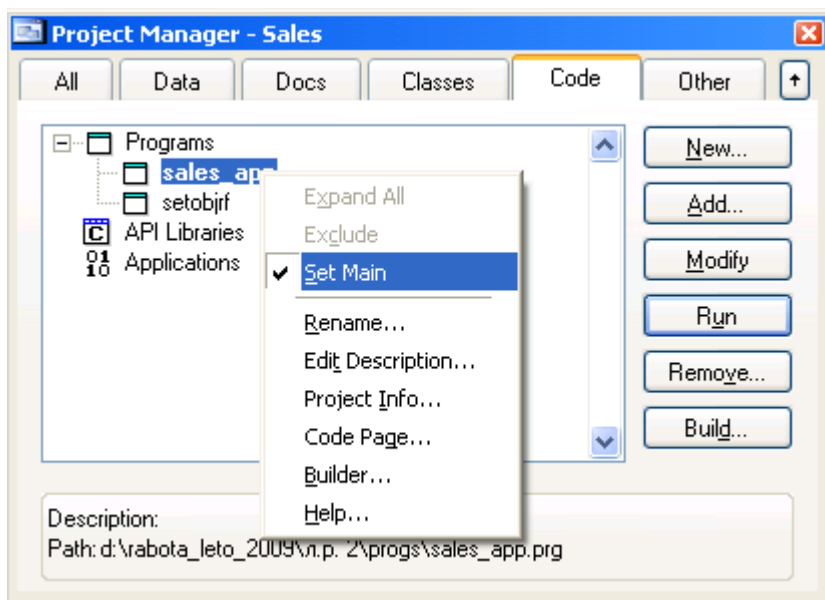 Project Manager - Sales
All Data Docs Classes Code Other
Programs
sales_app
setobjrf
API Libraries
Applications
Expand All
Exclude
Set Main
Rename...
Edit Description...
Project Info...
Code Page...
Builder...
Help...
New...
Add...
Modify
Run
Remove...
Build...
Description:
Path: d:\rabota_leto_2009\л.р. 2\progs\sales_app.prg